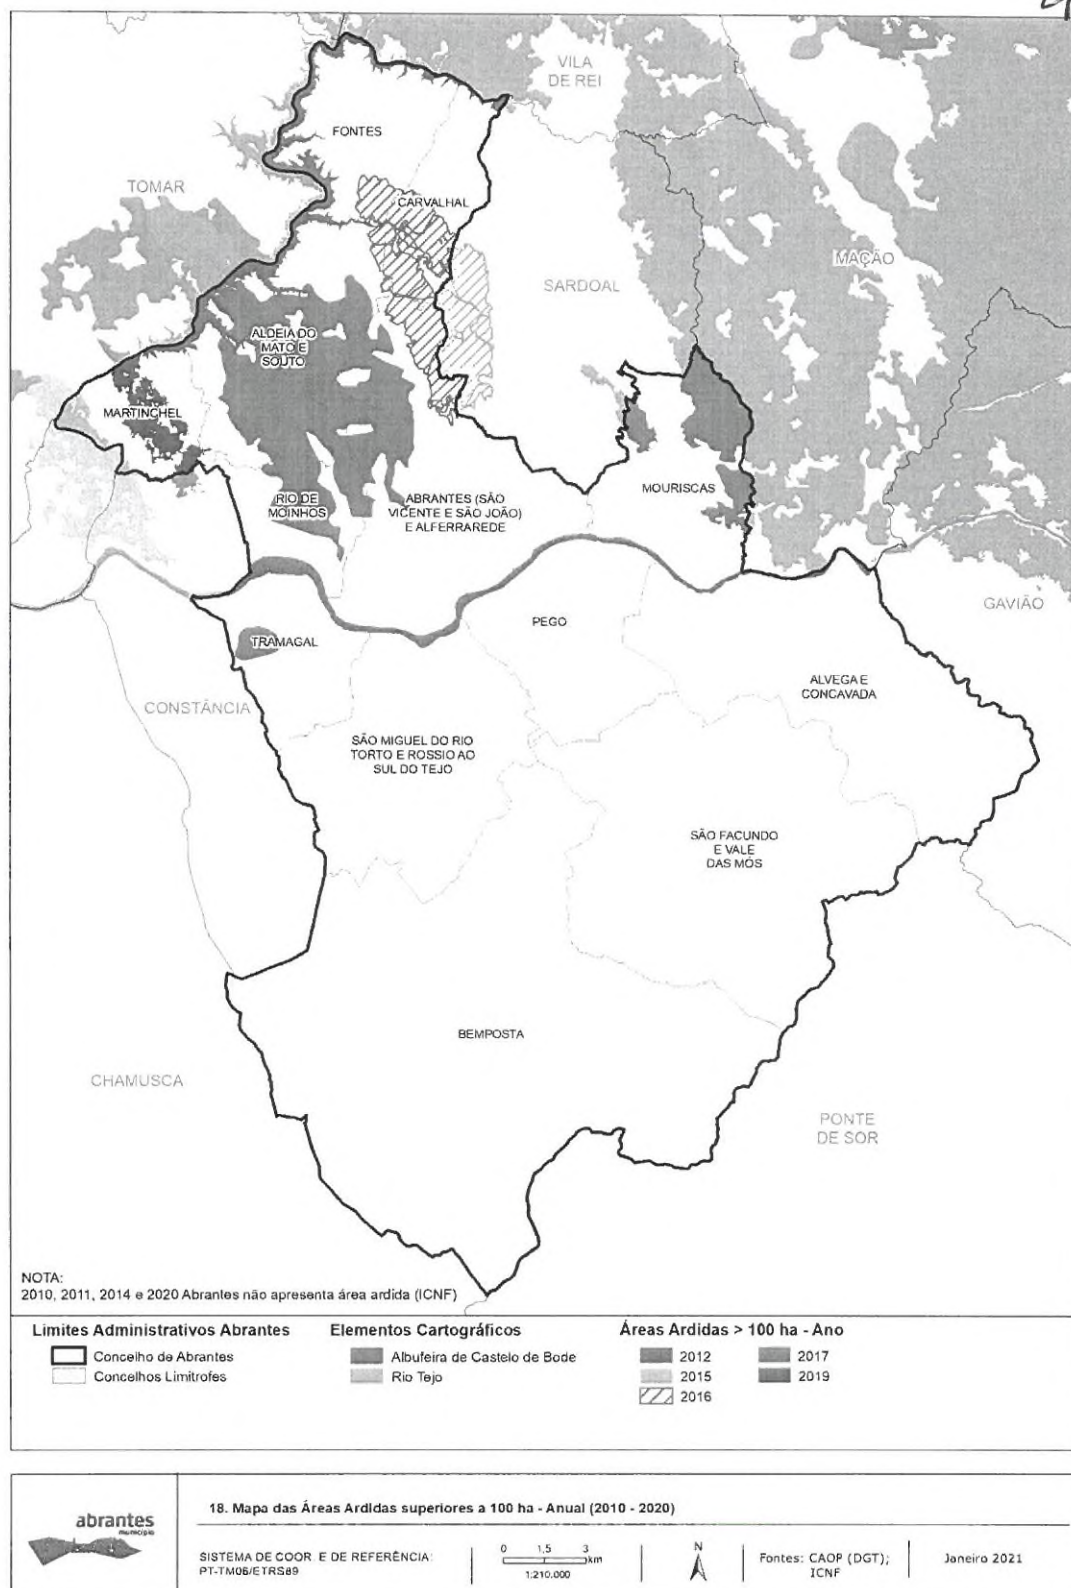 VILA
DE REI
FONTES
TOMAR
CARVALHAL
MAÇÃO
SARDOAL
ALDEIA DO
MATO E
SOUTO
MARTINCHEL
RIO DE
MOINHOS
ABRANTES (SÃO
VICENTE E SÃO JOÃO)
E ALFERRAREDE
MOURISCAS
GAVIÃO
PEGO
TRAMAGAL
ALVEGA E
CONCAVADA
CONSTÂNCIA
SÃO MIGUEL DO RIO
TORTO E ROSSIO AO
SUL DO TEJO
SÃO FACUNDO
E VALE
DAS MÓS
BEMPOSTA
CHAMUSCA
PONTE
DE SOR
NOTA:
2010, 2011, 2014 e 2020 Abrantes não apresenta área ardida (ICNF)
Limites Administrativos Abrantes
Concelho de Abrantes
Concelhos Limítrofes
Elementos Cartográficos
Albufeira de Castelo de Bode
Rio Tejo
Áreas Ardidas > 100 ha - Ano
2012
2015
2016
2017
2019
abrantes
município
18. Mapa das Áreas Ardidas superiores a 100 ha - Anual (2010 - 2020)
SISTEMA DE COOR E DE REFERÊNCIA:
PT-TM06/ETRS89
0 1,5 3
km
1:210.000
N
Fontes: CAOP (DGT);
ICNF
Janeiro 2021